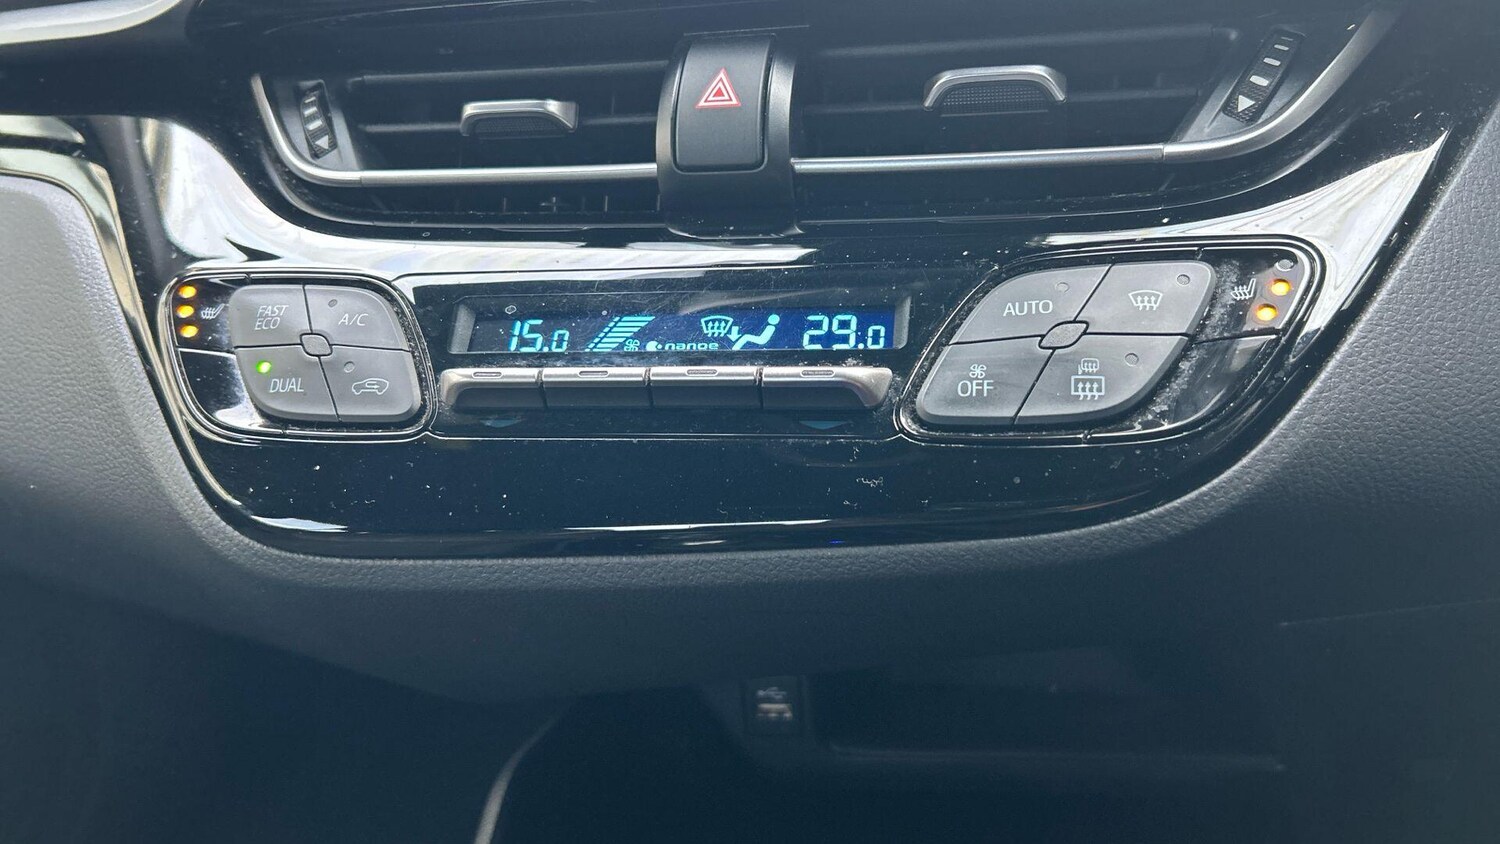 FAST
ECO
A/C
DUAL
15.0
nanoe
29.0
AUTO
OFF